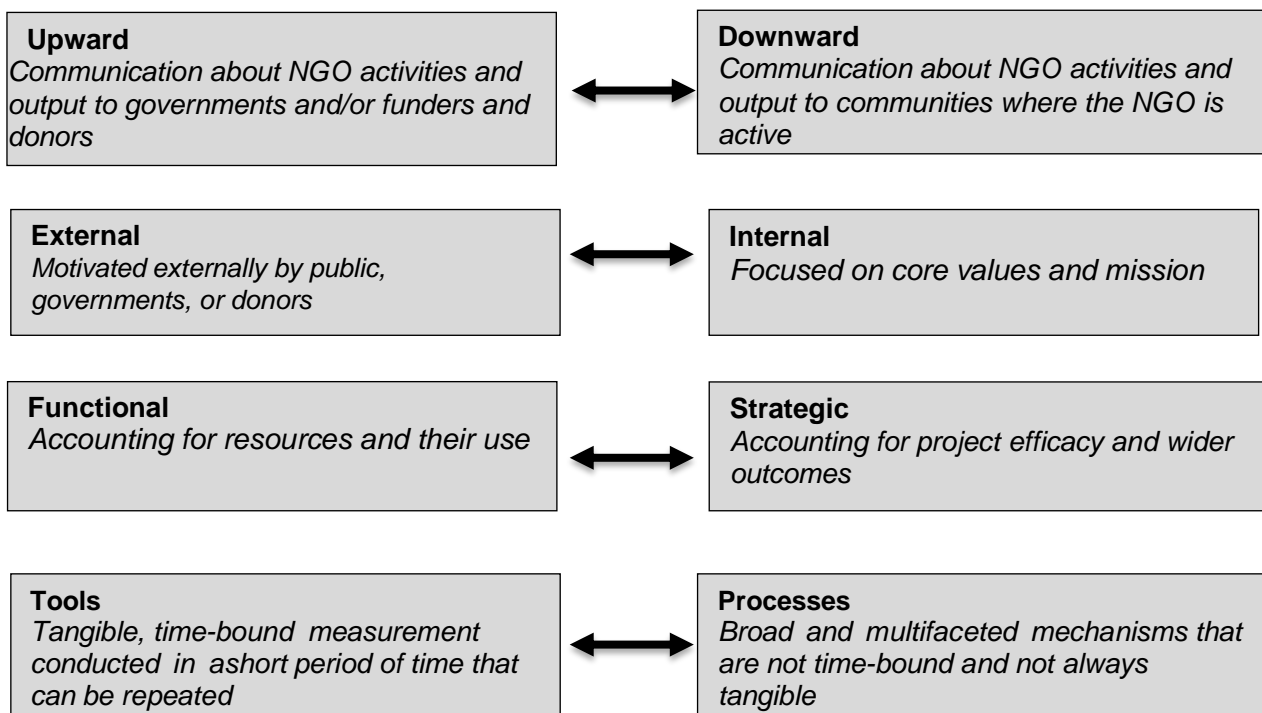 Upward
Communication about NGO activities and
output to governments and/or funders and
donors
Downward
Communication about NGO activities and
output to communities where the NGO is
active
External
Motivated externally by public,
governments, or donors
Internal
Focused on core values and mission
Functional
Accounting for resources and their use
Strategic
Accounting for project efficacy and wider
outcomes
Tools
Tangible, time-bound measurement
conducted in ashort period of time that
can be repeated
Processes
Broad and multifaceted mechanisms that
are not time-bound and not always
tangible